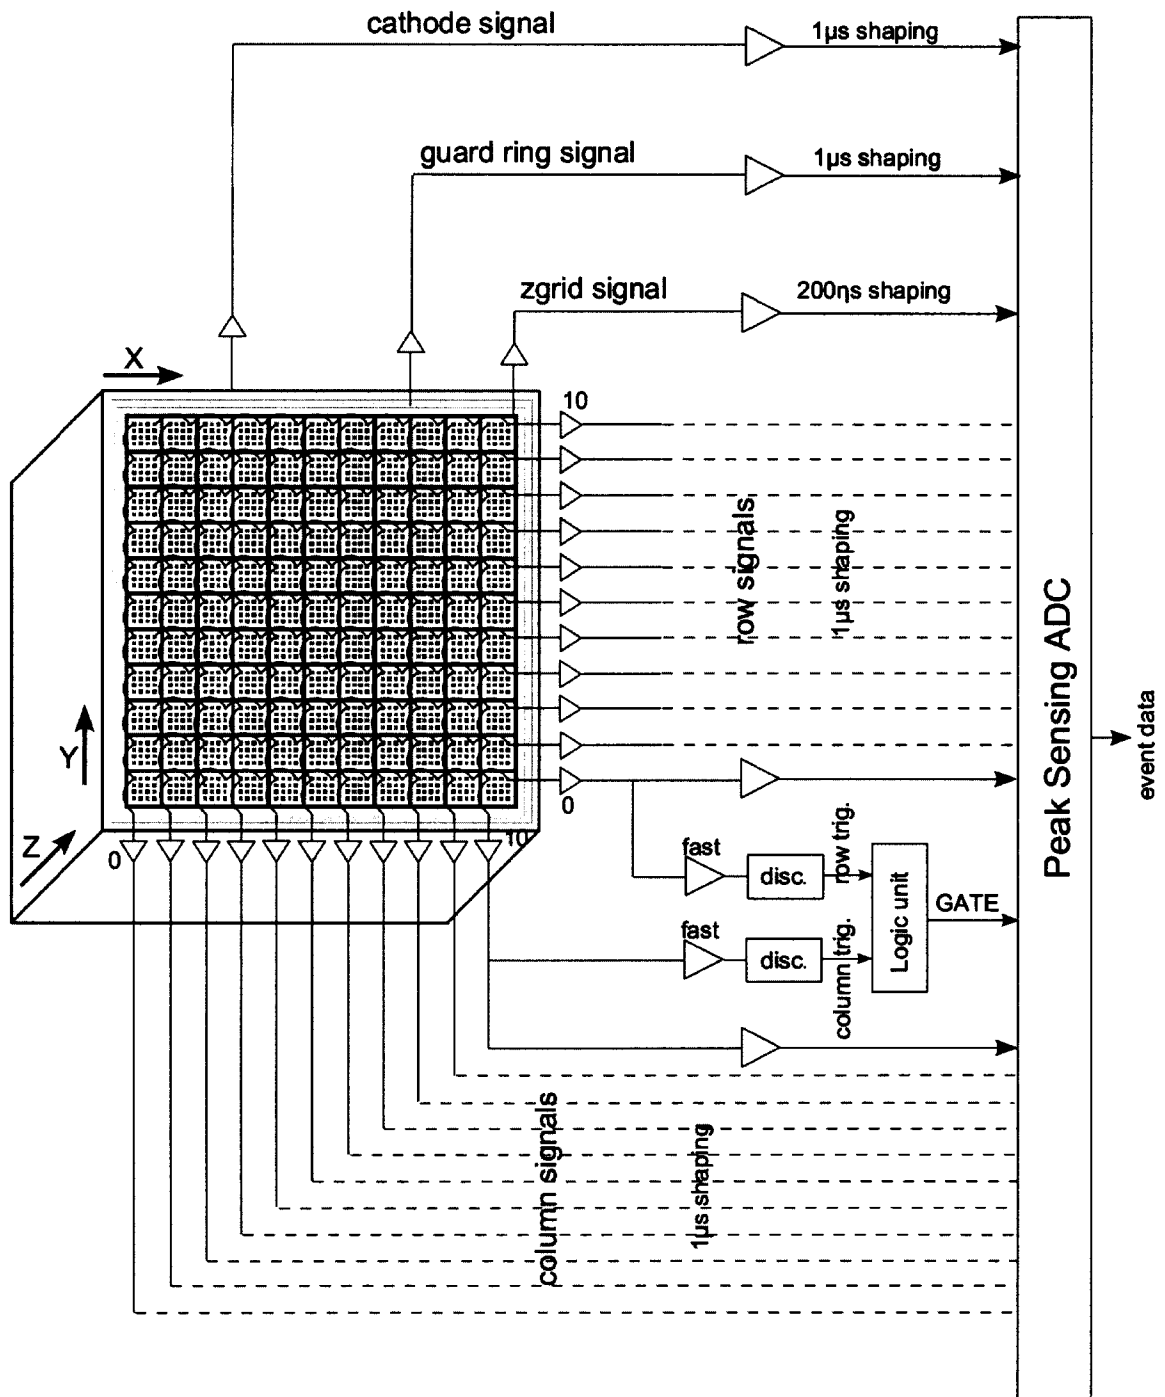 cathode signal
1µs shaping
guard ring signal
1µs shaping
zgrid signal
200ηs shaping
X
10
row signals
1µs shaping
Peak Sensing ADC
event data
Y
Z
0
10
0
fast
disc.
row trig.
Logic unit
GATE
fast
disc.
column trig.
column signals
1µs shaping